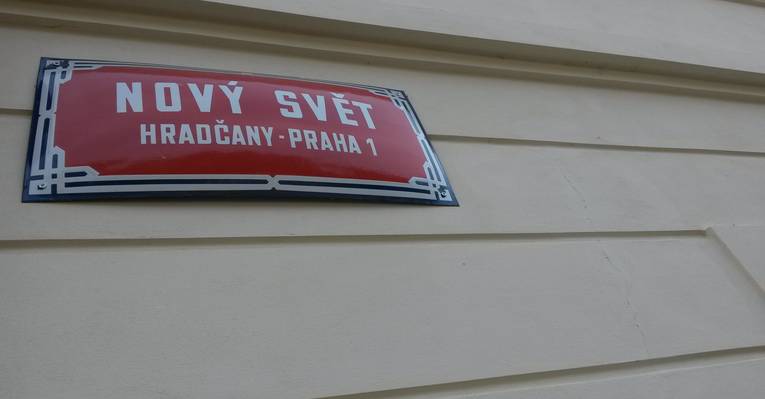 NOVÝ SVĚT
HRADČANY - PRAHA 1